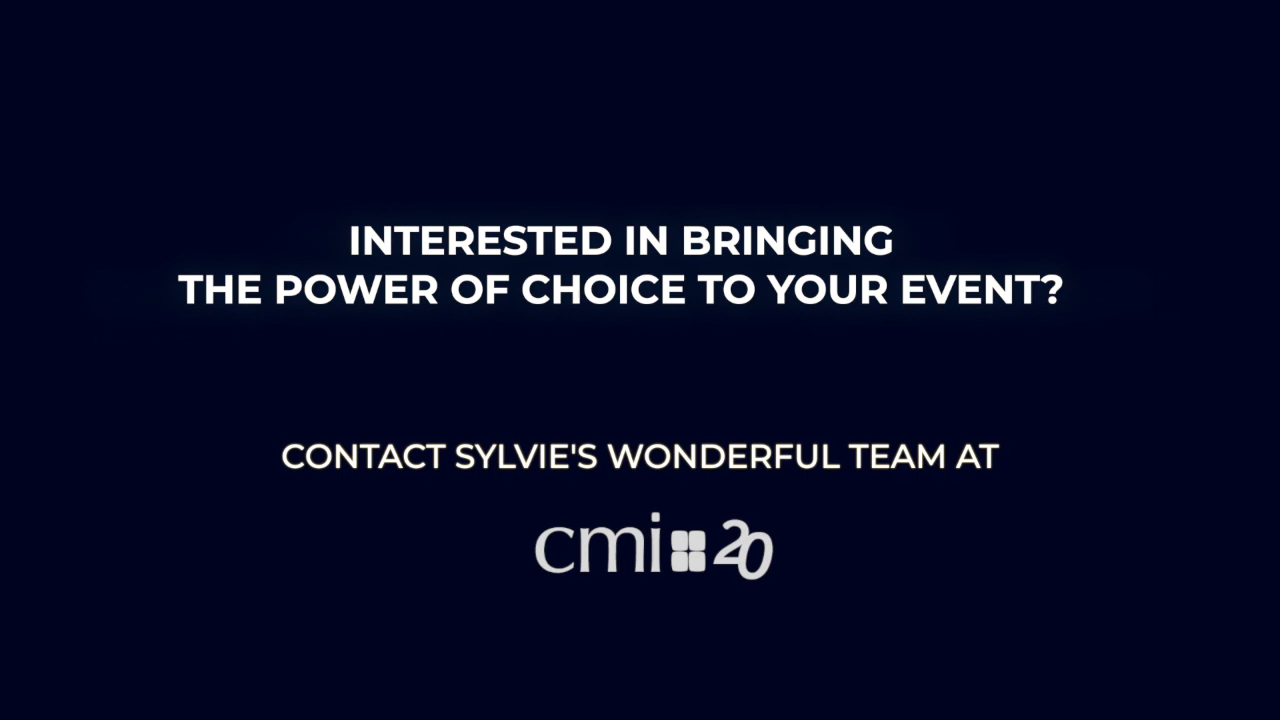 INTERESTED IN BRINGING
THE POWER OF CHOICE TO YOUR EVENT?
CONTACT SYLVIE'S WONDERFUL TEAM AT
cmi 20